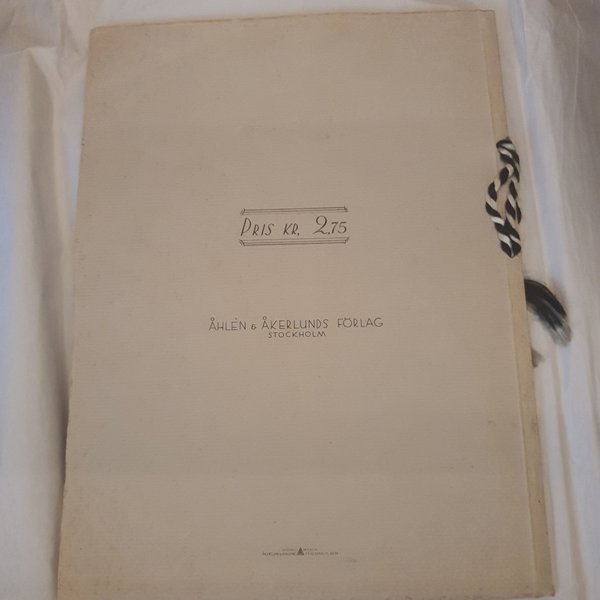 PRIS KR. 2.75
ÅHLÉN & ÅKERLUNDS FÖRLAG
STOCKHOLM